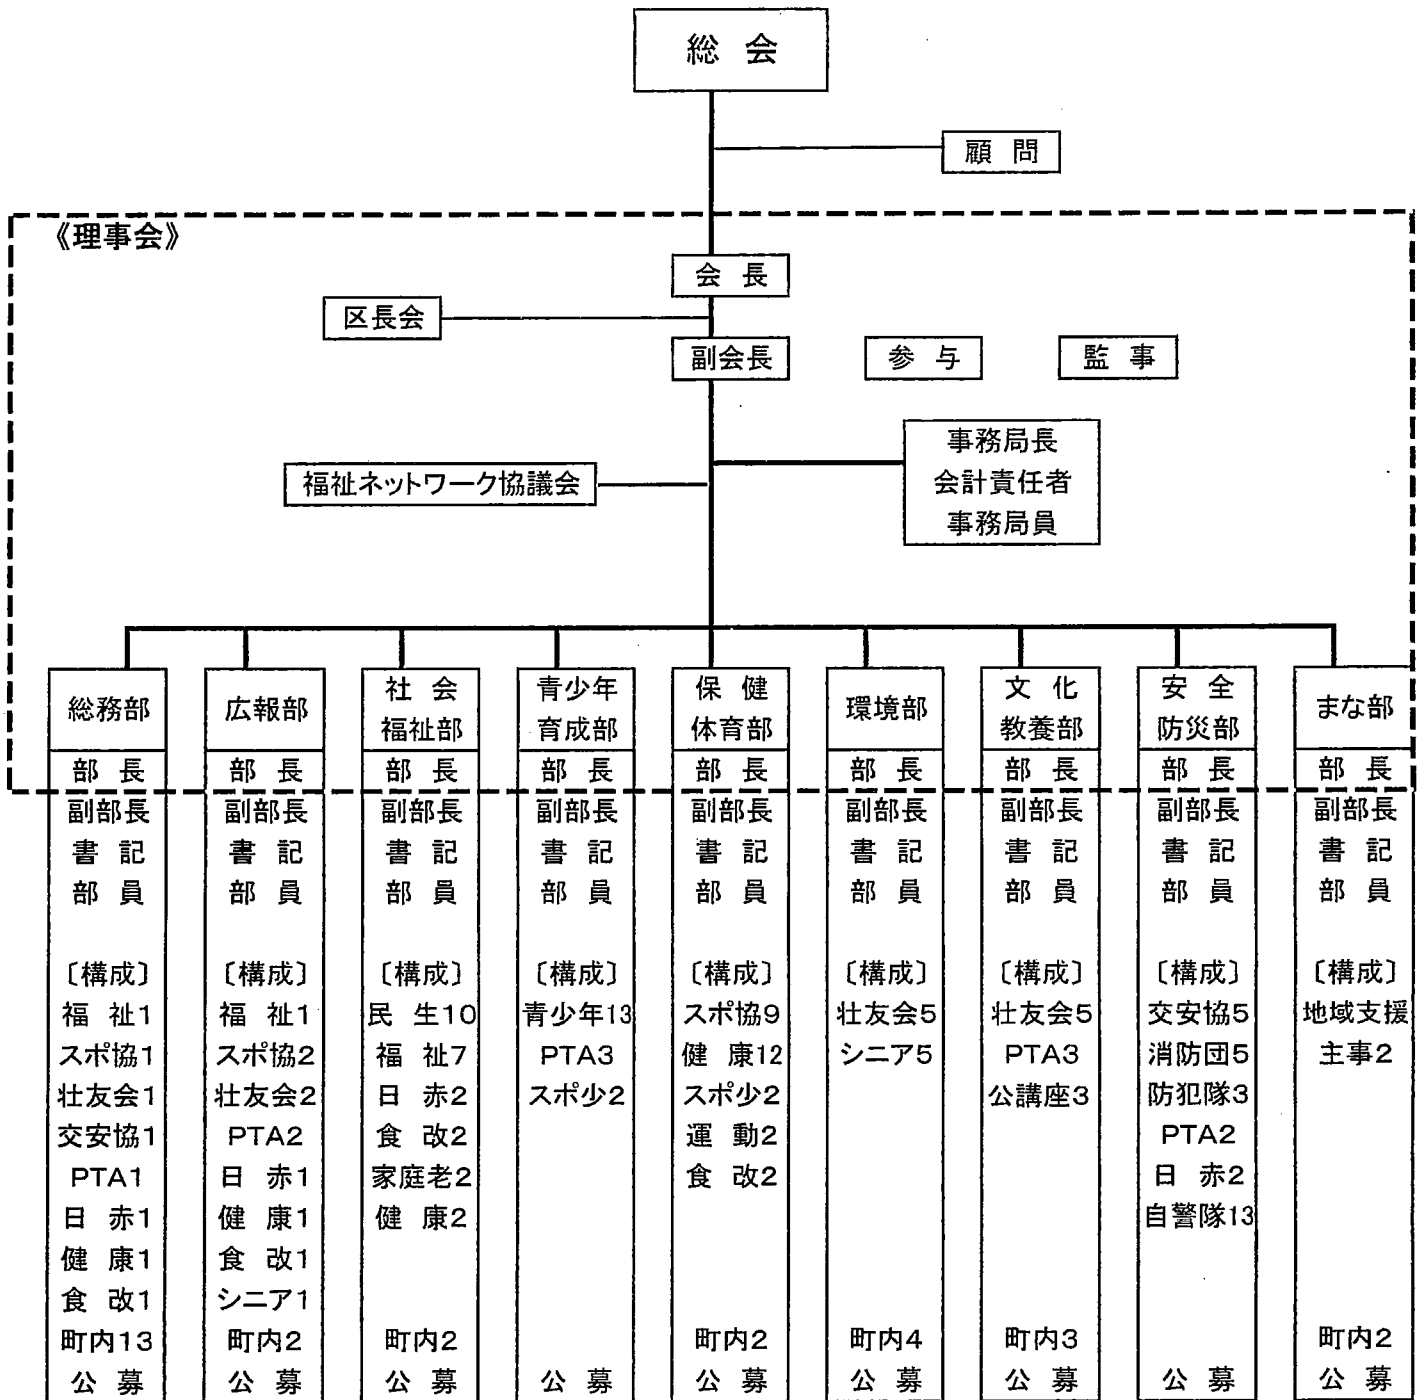 総 会
顧 問
《理事会》
会 長
区長会
副会長
参 与
監 事
事務局長
会計責任者
事務局員
福祉ネットワーク協議会
総務部
部 長
副部長
書 記
部 員
〔構成〕
福 祉1
スポ協1
壮友会1
交安協1
PTA1
日 赤1
健 康1
食 改1
町内13
公 募
広報部
部 長
副部長
書 記
部 員
〔構成〕
福 祉1
スポ協2
壮友会2
PTA2
日 赤1
健 康1
食 改1
シニア1
町内2
公 募
社 会
福祉部
部 長
副部長
書 記
部 員
〔構成〕
民 生10
福 祉7
日 赤2
食 改2
家庭老2
健 康2
町内2
公 募
青少年
育成部
部 長
副部長
書 記
部 員
〔構成〕
青少年13
PTA3
スポ少2
公 募
保 健
体育部
部 長
副部長
書 記
部 員
〔構成〕
スポ協9
健 康12
スポ少2
運 動2
食 改2
町内2
公 募
環境部
部 長
副部長
書 記
部 員
〔構成〕
壮友会5
シニア5
町内4
公 募
文 化
教養部
部 長
副部長
書 記
部 員
〔構成〕
壮友会5
PTA3
公講座3
町内3
公 募
安 全
防災部
部 長
副部長
書 記
部 員
〔構成〕
交安協5
消防団5
防犯隊3
PTA2
日 赤2
自警隊13
公 募
まな部
部 長
副部長
書 記
部 員
〔構成〕
地域支援
主事2
町内2
公 募